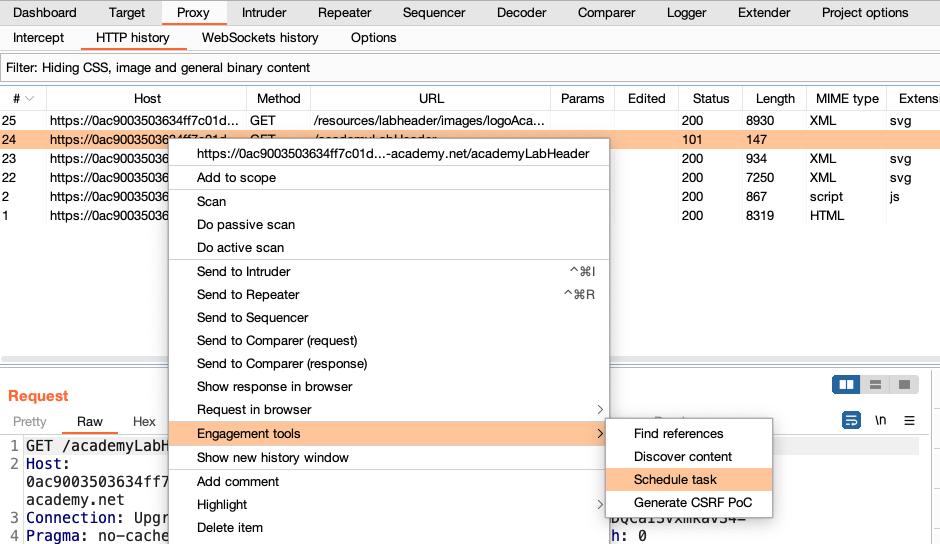 Dashboard Target Proxy Intruder Repeater Sequencer Decoder Comparer Logger Extender Project options
Intercept HTTP history WebSockets history Options
Filter: Hiding CSS, image and general binary content
# Host Method URL Params Edited Status Length MIME type Extensi
25 https://0ac9003503634ff7c01d... GET /resources/labheader/images/logoAca... 200 8930 XML svg
24 https://0ac9003503634ff7c01d... GET /academyLabHeader 101 147
23 https://0ac90035036 200 934 XML svg
22 https://0ac90035036 200 7250 XML svg
2 https://0ac90035036 200 867 script js
1 https://0ac90035036 200 8319 HTML
https://0ac9003503634ff7c01d...-academy.net/academyLabHeader
Add to scope
Scan
Do passive scan
Do active scan
Send to Intruder ^⌘I
Send to Repeater ^⌘R
Send to Sequencer
Send to Comparer (request)
Send to Comparer (response)
Show response in browser
Request in browser >
Engagement tools >
Show new history window
Add comment
Highlight >
Delete item
Find references
Discover content
Schedule task
Generate CSRF PoC
Request
Pretty Raw Hex
\n
1 GET /academyLabH
2 Host:
0ac9003503634ff7
academy.net
3 Connection: Upgr
4 Pragma: no-cache
h: 0